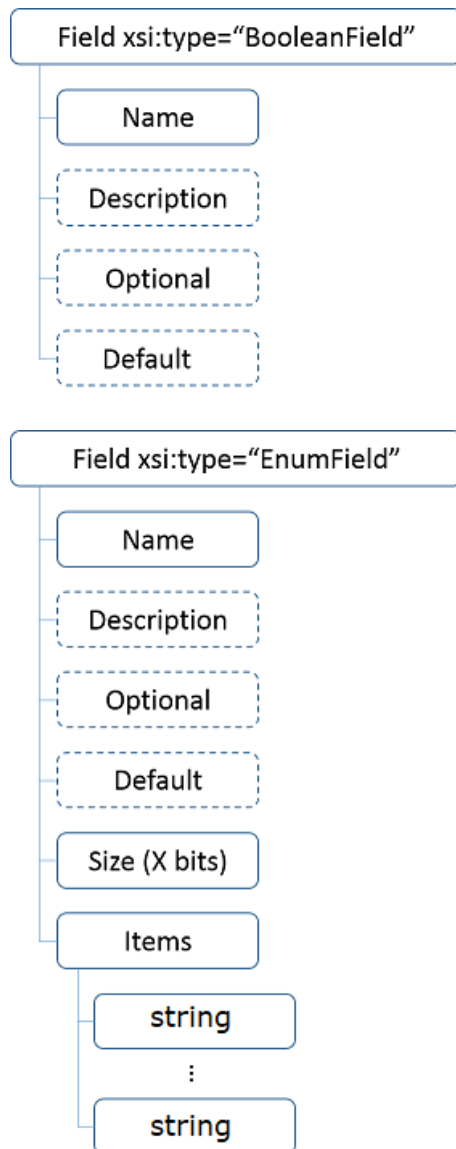 Field xsi:type=“BooleanField”
Name
Description
Optional
Default
Field xsi:type=“EnumField”
Name
Description
Optional
Default
Size (X bits)
Items
string
⋮
string